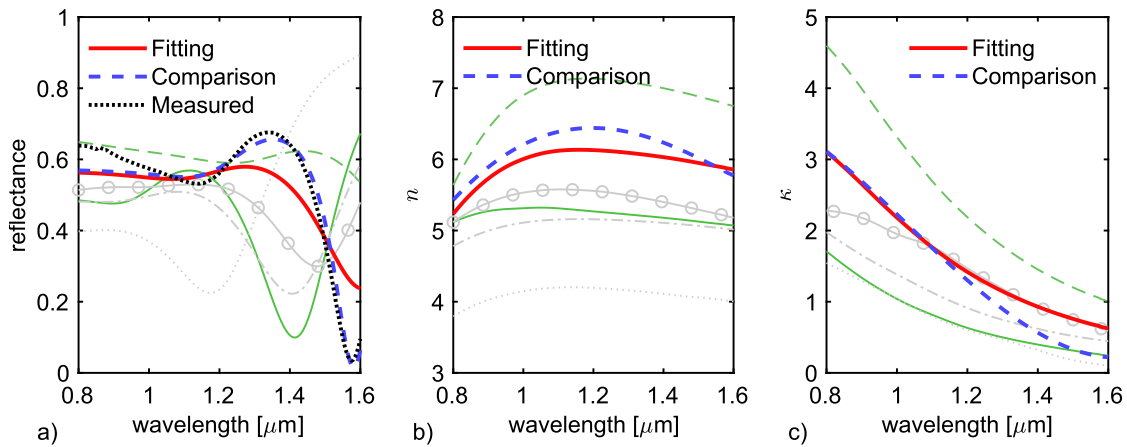 1
0.8
0.6
0.4
0.2
0
reflectance
Fitting
Comparison
Measured
0.8 1 1.2 1.4 1.6
wavelength [μm]
a)
8
7
6
5
4
3
n
Fitting
Comparison
0.8 1 1.2 1.4 1.6
wavelength [μm]
b)
5
4
3
2
1
0
κ
Fitting
Comparison
0.8 1 1.2 1.4 1.6
wavelength [μm]
c)